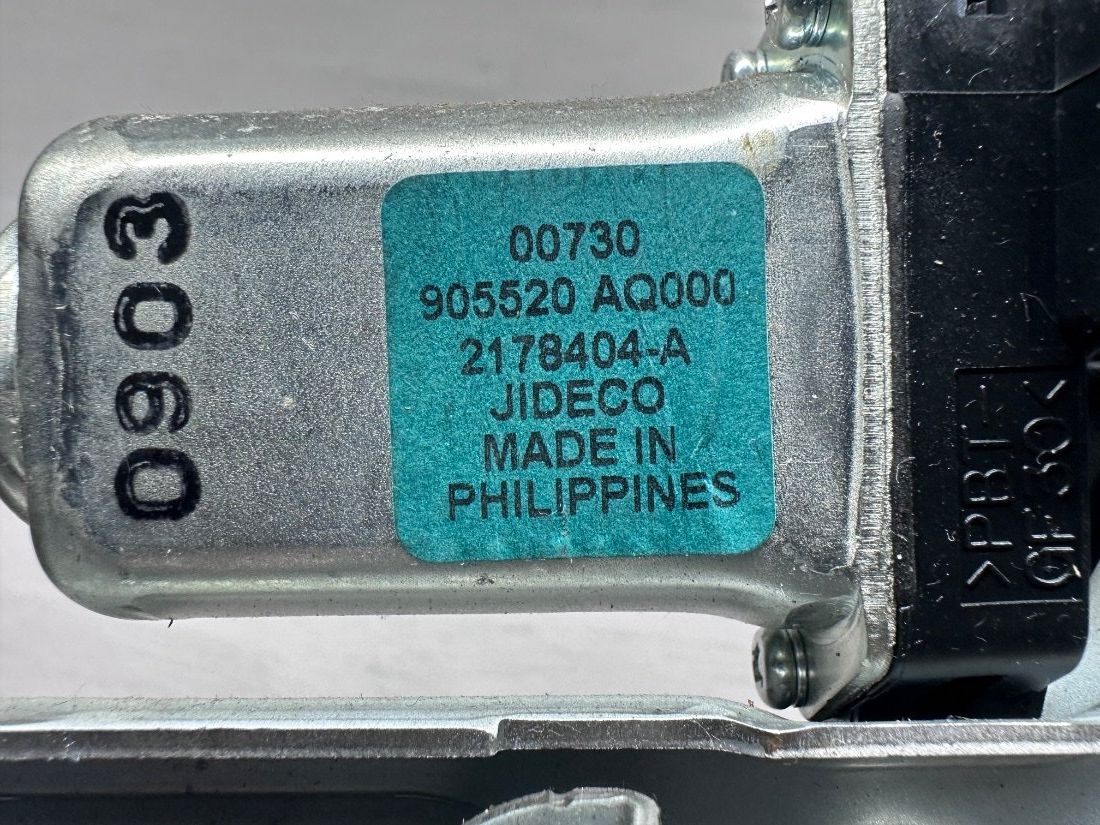 0903
00730
905520 AQ000
2178404-A
JIDECO
MADE IN
PHILIPPINES
>PBT-
GF30<